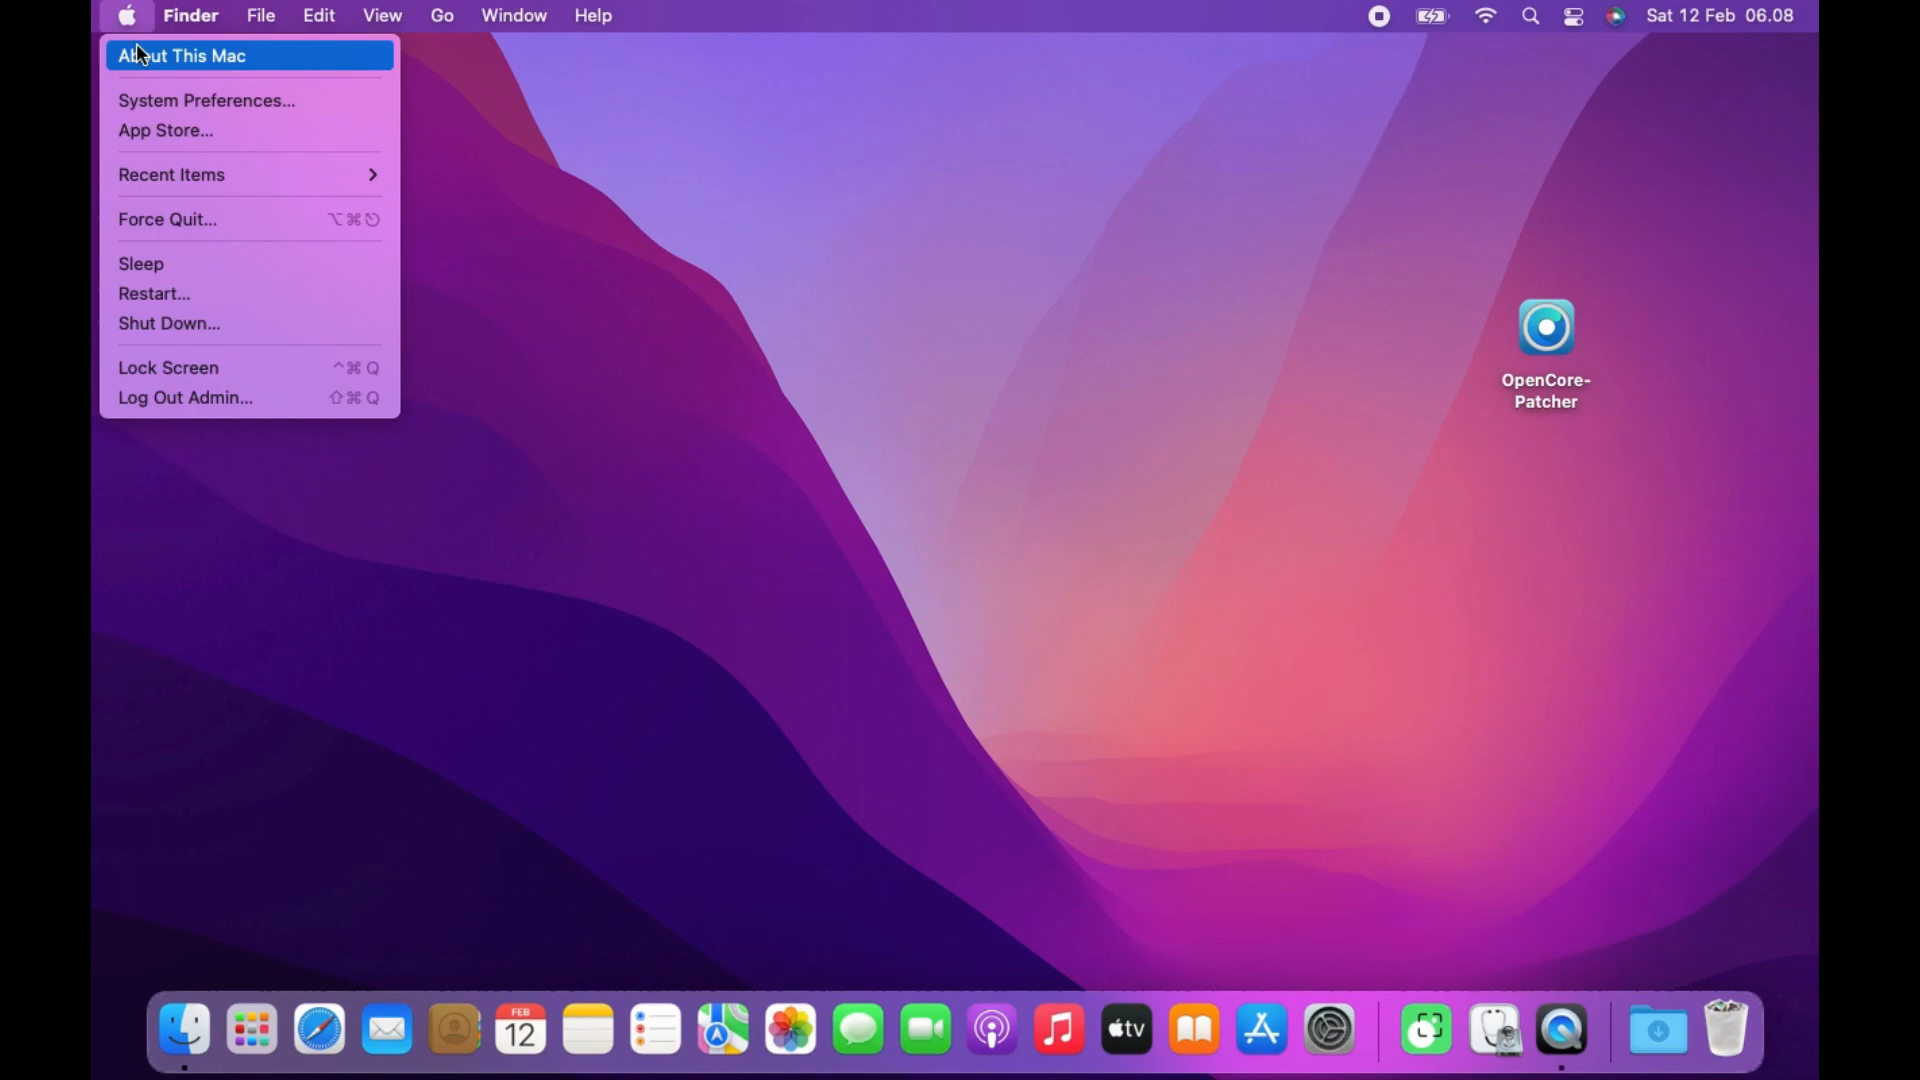 Finder File Edit View Go Window Help Sat 12 Feb 06.08
About This Mac
System Preferences...
App Store...
Recent Items
Force Quit... ⌥⌘⎋
Sleep
Restart...
Shut Down...
Lock Screen ^⌘Q
Log Out Admin... ⇧⌘Q
OpenCore-
Patcher
FEB
12
tv